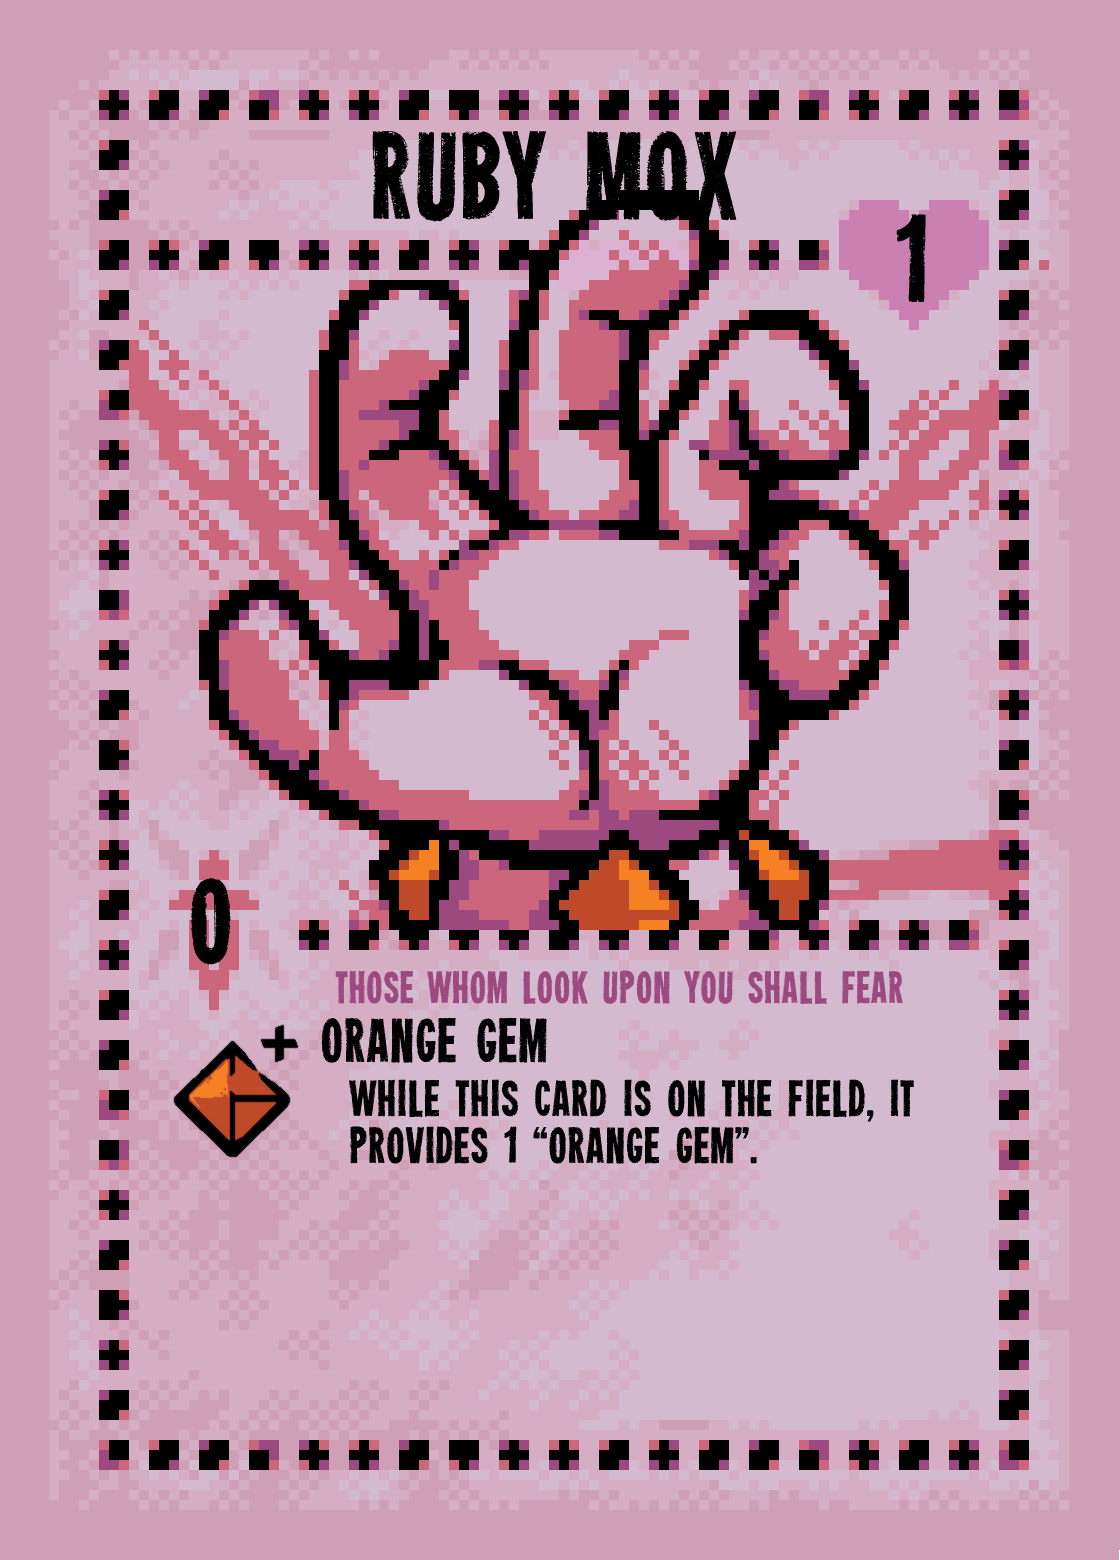 RUBY MOX
1
0
THOSE WHOM LOOK UPON YOU SHALL FEAR
+ ORANGE GEM
WHILE THIS CARD IS ON THE FIELD, IT
PROVIDES 1 “ORANGE GEM”.